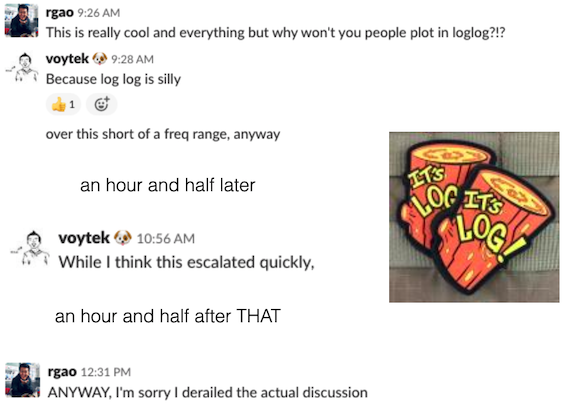 rgao 9:26 AM
This is really cool and everything but why won't you people plot in loglog?!?
voytek 9:28 AM
Because log log is silly
1
over this short of a freq range, anyway
an hour and half later
IT'S
LOG
IT'S
LOG!
voytek 10:56 AM
While I think this escalated quickly,
an hour and half after THAT
rgao 12:31 PM
ANYWAY, I'm sorry I derailed the actual discussion